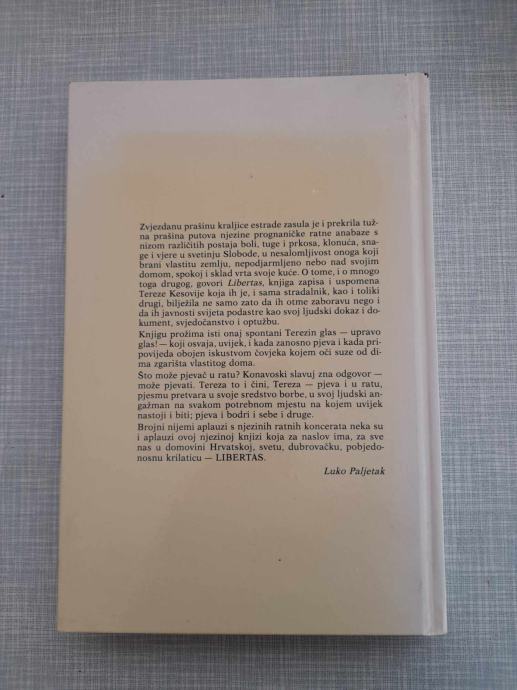 Zvjezdanu prašinu kraljice estrade zasula je i prekrila tuž-
na prašina putova njezine prognaničke ratne anabaze s
nizom različitih postaja boli, tuge i prkosa, klonuća, sna-
ge i vjere u svetinju Slobode, u nesalomljivost onoga koji
brani vlastitu zemlju, nepodjarmljeno nebo nad svojim
domom, spokoj i sklad vrta svoje kuće. O tome, i o mnogo
toga drugog, govori Libertas, knjiga zapisa i uspomena
Tereze Kesovije koja ih je, i sama stradalnik, kao i toliki
drugi, bilježila ne samo zato da ih otme zaboravu nego i
da ih javnosti svijeta podastre kao svoj ljudski dokaz i do-
kument, svjedočanstvo i optužbu.
Knjigu prožima isti onaj spontani Terezin glas — upravo
glas! — koji osvaja, uvijek, i kada zanosno pjeva i kada pri-
povijeda obojen iskustvom čovjeka kojem oči suze od di-
ma zgarišta vlastitog doma.
Što može pjevač u ratu? Konavoski slavuj zna odgovor —
može pjevati. Tereza to i čini, Tereza — pjeva i u ratu,
pjesmu pretvara u svoje sredstvo borbe, u svoj ljudski an-
gažman na svakom potrebnom mjestu na kojem uvijek
nastoji i biti; pjeva i bodri i sebe i druge.
Brojni nijemi aplauzi s njezinih ratnih koncerata neka su
i aplauzi ovoj njezinoj knjizi koja za naslov ima, za sve
nas u domovini Hrvatskoj, svetu, dubrovačku, pobjedo-
nosnu krilaticu — LIBERTAS.
Luko Paljetak